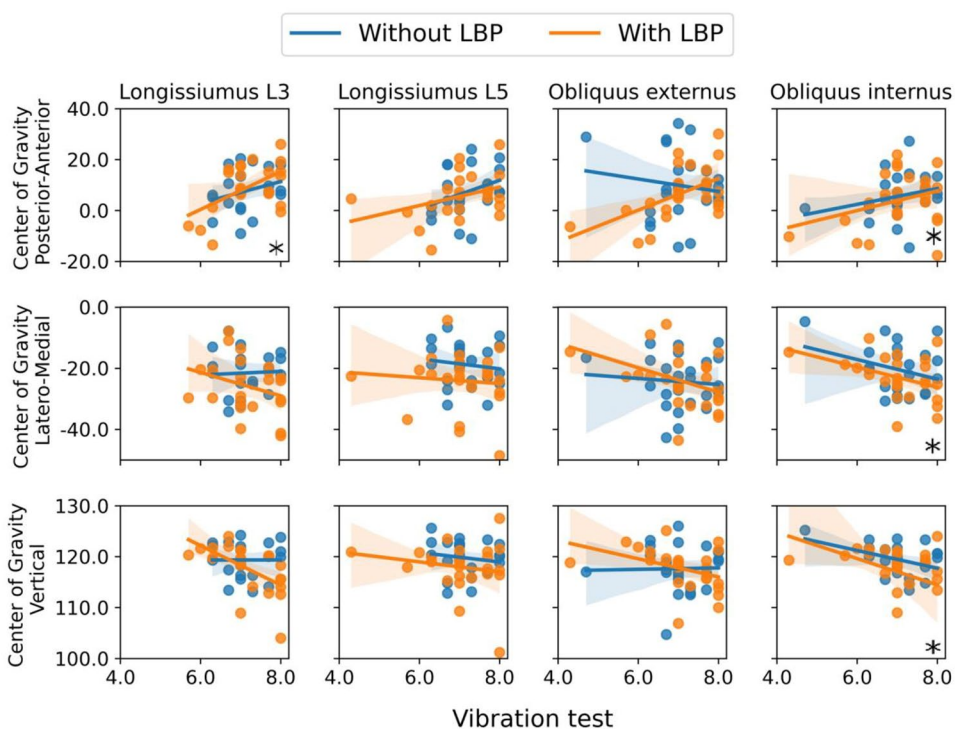 Without LBP With LBP
Longissiumus L3 Longissiumus L5 Obliquus externus Obliquus internus
Center of Gravity
Posterior-Anterior
40.0
20.0
0.0
-20.0
* *
Center of Gravity
Latero-Medial
0.0
-20.0
-40.0
*
Center of Gravity
Vertical
130.0
120.0
110.0
100.0
*
4.0 6.0 8.0 4.0 6.0 8.0 4.0 6.0 8.0 4.0 6.0 8.0
Vibration test